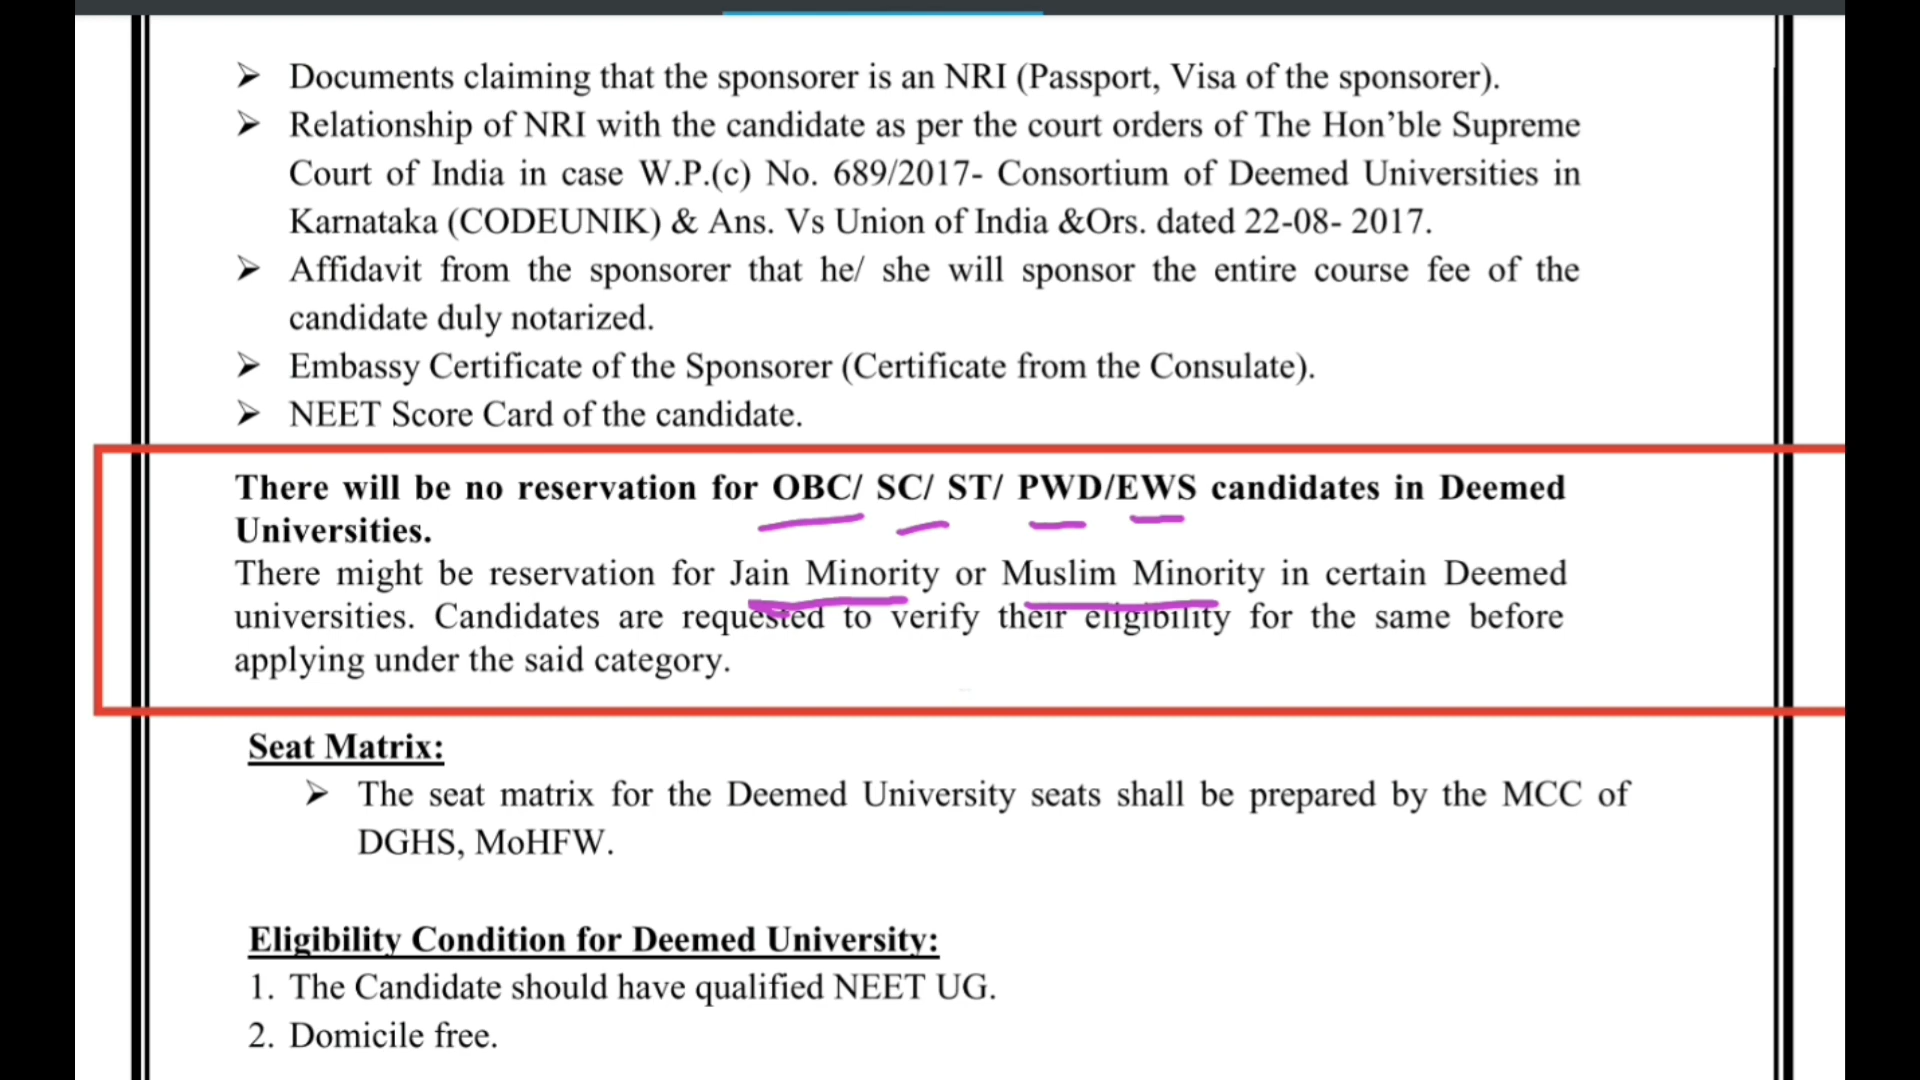 ➢ Documents claiming that the sponsorer is an NRI (Passport, Visa of the sponsorer).
➢ Relationship of NRI with the candidate as per the court orders of The Hon’ble Supreme
Court of India in case W.P.(c) No. 689/2017- Consortium of Deemed Universities in
Karnataka (CODEUNIK) & Ans. Vs Union of India &Ors. dated 22-08- 2017.
➢ Affidavit from the sponsorer that he/ she will sponsor the entire course fee of the
candidate duly notarized.
➢ Embassy Certificate of the Sponsorer (Certificate from the Consulate).
➢ NEET Score Card of the candidate.
There will be no reservation for OBC/ SC/ ST/ PWD/EWS candidates in Deemed
Universities.
There might be reservation for Jain Minority or Muslim Minority in certain Deemed
universities. Candidates are requested to verify their eligibility for the same before
applying under the said category.
Seat Matrix:
➢ The seat matrix for the Deemed University seats shall be prepared by the MCC of
DGHS, MoHFW.
Eligibility Condition for Deemed University:
1. The Candidate should have qualified NEET UG.
2. Domicile free.